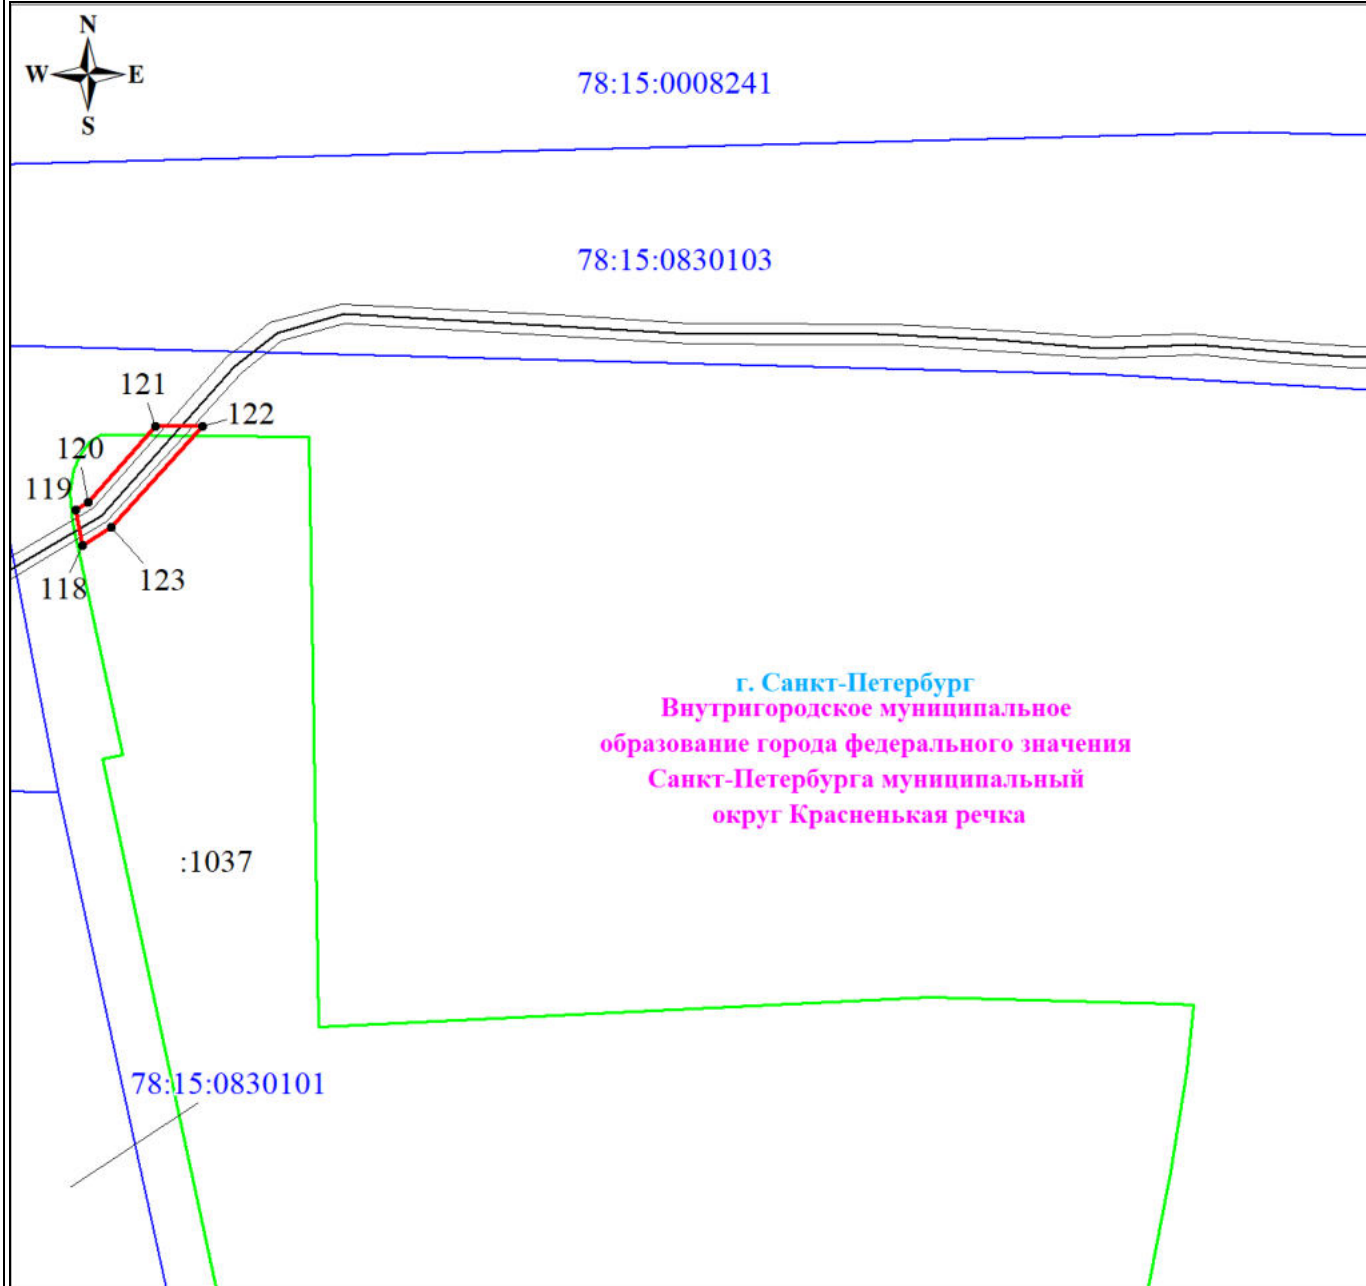 N
W E
S
78:15:0008241
78:15:0830103
121
122
120
119
118
123
г. Санкт-Петербург
Внутригородское муниципальное
образование города федерального значения
Санкт-Петербурга муниципальный
округ Красненькая речка
:1037
78:15:0830101